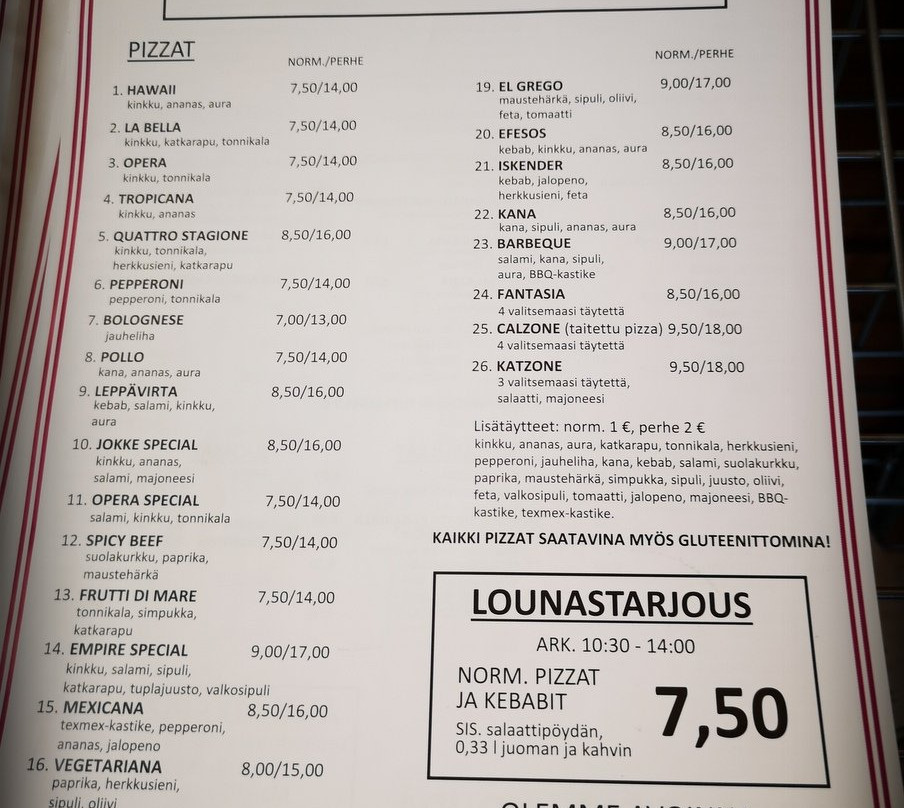 PIZZAT
NORM./PERHE
1. HAWAII 7,50/14,00
kinkku, ananas, aura
2. LA BELLA 7,50/14,00
kinkku, katkarapu, tonnikala
3. OPERA 7,50/14,00
kinkku, tonnikala
4. TROPICANA 7,50/14,00
kinkku, ananas
5. QUATTRO STAGIONE 8,50/16,00
kinkku, tonnikala,
herkkusieni, katkarapu
6. PEPPERONI 7,50/14,00
pepperoni, tonnikala
7. BOLOGNESE 7,00/13,00
jauheliha
8. POLLO 7,50/14,00
kana, ananas, aura
9. LEPPÄVIRTA 8,50/16,00
kebab, salami, kinkku,
aura
10. JOKKE SPECIAL 8,50/16,00
kinkku, ananas,
salami, majoneesi
11. OPERA SPECIAL 7,50/14,00
salami, kinkku, tonnikala
12. SPICY BEEF 7,50/14,00
suolakurkku, paprika,
maustehärkä
13. FRUTTI DI MARE 7,50/14,00
tonnikala, simpukka,
katkarapu
14. EMPIRE SPECIAL 9,00/17,00
kinkku, salami, sipuli,
katkarapu, tuplajuusto, valkosipuli
15. MEXICANA 8,50/16,00
texmex-kastike, pepperoni,
ananas, jalopeno
16. VEGETARIANA 8,00/15,00
paprika, herkkusieni,
sipuli, oliivi
NORM./PERHE
19. EL GREGO 9,00/17,00
maustehärkä, sipuli, oliivi,
feta, tomaatti
20. EFESOS 8,50/16,00
kebab, kinkku, ananas, aura
21. ISKENDER 8,50/16,00
kebab, jalopeno,
herkkusieni, feta
22. KANA 8,50/16,00
kana, sipuli, ananas, aura
23. BARBEQUE 9,00/17,00
salami, kana, sipuli,
aura, BBQ-kastike
24. FANTASIA 8,50/16,00
4 valitsemaasi täytettä
25. CALZONE (taitettu pizza) 9,50/18,00
4 valitsemaasi täytettä
26. KATZONE 9,50/18,00
3 valitsemaasi täytettä,
salaatti, majoneesi
Lisätäytteet: norm. 1 €, perhe 2 €
kinkku, ananas, aura, katkarapu, tonnikala, herkkusieni,
pepperoni, jauheliha, kana, kebab, salami, suolakurkku,
paprika, maustehärkä, simpukka, sipuli, juusto, oliivi,
feta, valkosipuli, tomaatti, jalopeno, majoneesi, BBQ-
kastike, texmex-kastike.
KAIKKI PIZZAT SAATAVINA MYÖS GLUTEENITTOMINA!
LOUNASTARJOUS
ARK. 10:30 - 14:00
NORM. PIZZAT
JA KEBABIT
7,50
SIS. salaattipöydän,
0,33 l juoman ja kahvin